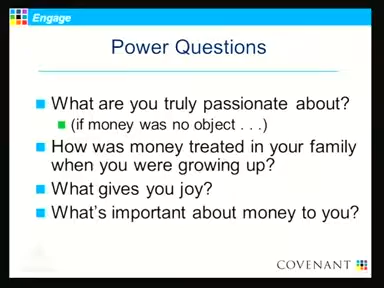 Engage
Power Questions
What are you truly passionate about?
(if money was no object . . .)
How was money treated in your family
when you were growing up?
What gives you joy?
What's important about money to you?
COVENANT